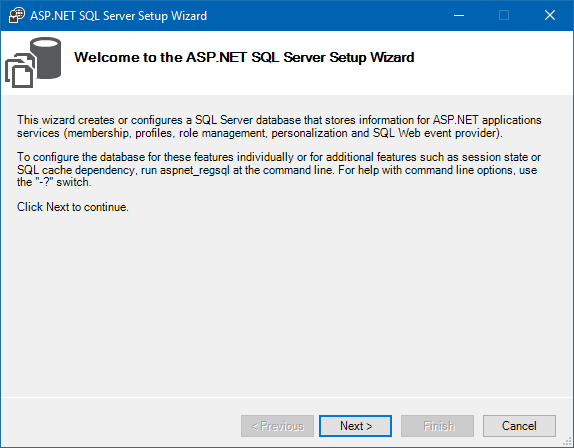 ASP.NET SQL Server Setup Wizard
Welcome to the ASP.NET SQL Server Setup Wizard
This wizard creates or configures a SQL Server database that stores information for ASP.NET applications
services (membership, profiles, role management, personalization and SQL Web event provider).
To configure the database for these features individually or for additional features such as session state or
SQL cache dependency, run aspnet_regsql at the command line. For help with command line options, use
the "-?" switch.
Click Next to continue.
< Previous
Next >
Finish
Cancel